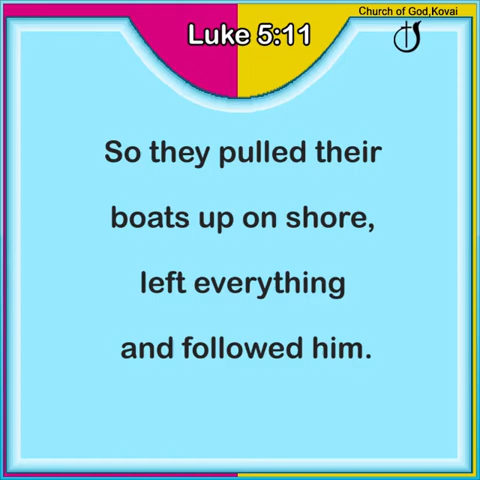 Church of God,Kovai
Luke 5:11
So they pulled their
boats up on shore,
left everything
and followed him.